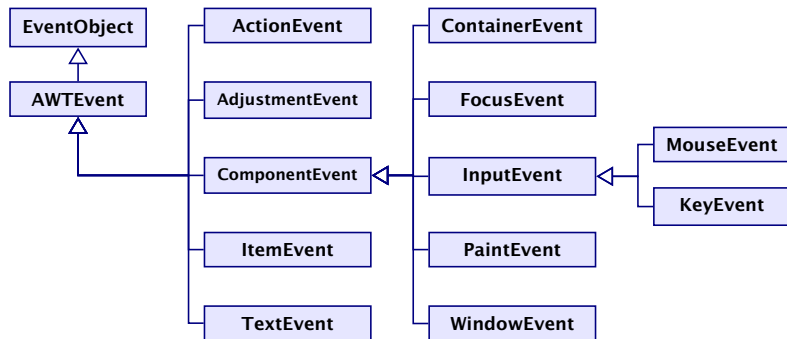 EventObject
AWTEvent
ActionEvent
AdjustmentEvent
ComponentEvent
ItemEvent
TextEvent
ContainerEvent
FocusEvent
InputEvent
PaintEvent
WindowEvent
MouseEvent
KeyEvent